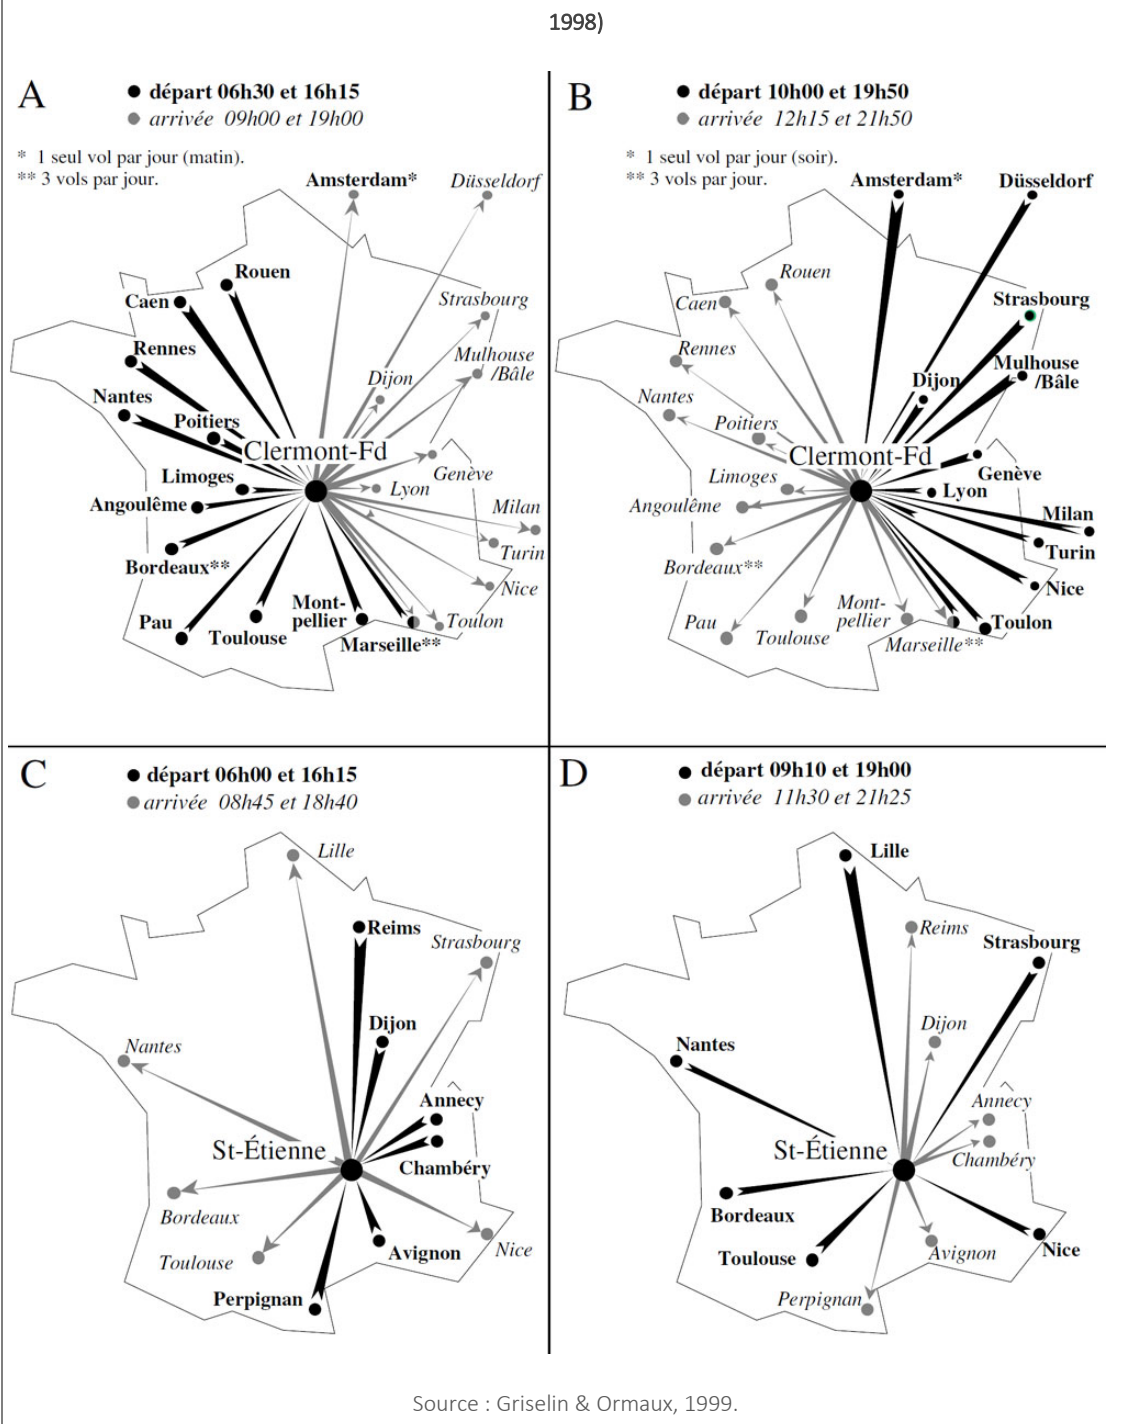 1998)
A
départ 06h30 et 16h15
arrivée 09h00 et 19h00
* 1 seul vol par jour (matin).
** 3 vols par jour.
Amsterdam*
Düsseldorf
Rouen
Caen
Strasbourg
Rennes
Mulhouse
/Bâle
Dijon
Nantes
Poitiers
Clermont-Fd
Limoges
Genève
Lyon
Angoulême
Milan
Turin
Bordeaux**
Nice
Mont-
pellier
Pau
Toulouse
Toulon
Marseille**
B
départ 10h00 et 19h50
arrivée 12h15 et 21h50
* 1 seul vol par jour (soir).
** 3 vols par jour.
Amsterdam*
Düsseldorf
Rouen
Caen
Strasbourg
Rennes
Mulhouse
/Bâle
Dijon
Nantes
Poitiers
Clermont-Fd
Limoges
Genève
Lyon
Angoulême
Milan
Turin
Bordeaux**
Nice
Mont-
pellier
Pau
Toulouse
Toulon
Marseille**
C
départ 06h00 et 16h15
arrivée 08h45 et 18h40
Lille
Reims
Strasbourg
Dijon
Nantes
Annecy
St-Étienne
Chambéry
Bordeaux
Nice
Avignon
Toulouse
Perpignan
D
départ 09h10 et 19h00
arrivée 11h30 et 21h25
Lille
Reims
Strasbourg
Dijon
Nantes
Annecy
St-Étienne
Chambéry
Bordeaux
Nice
Avignon
Toulouse
Perpignan
Source : Griselin & Ormaux, 1999.